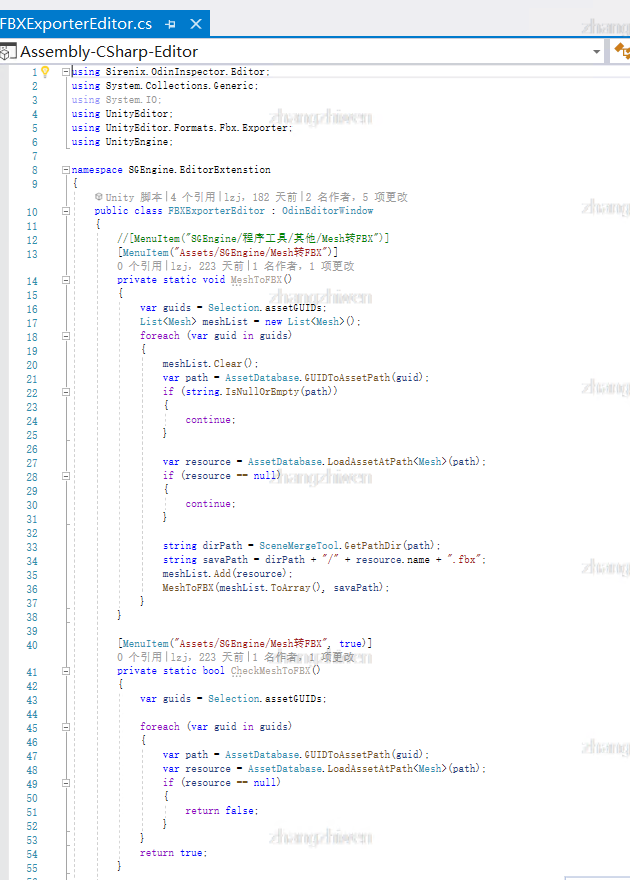 FBXExporterEditor.cs
Assembly-CSharp-Editor
1 using Sirenix.OdinInspector.Editor;
2 using System.Collections.Generic;
3 using System.IO;
4 using UnityEditor;
5 using UnityEditor.Formats.Fbx.Exporter;
6 using UnityEngine;
7
8 namespace SGEngine.EditorExtenstion
9 {
Unity 脚本|4 个引用|lzj, 182 天前|2 名作者, 5 项更改
10 public class FBXExporterEditor : OdinEditorWindow
11 {
12 //[MenuItem("SGEngine/程序工具/其他/Mesh转FBX")]
13 [MenuItem("Assets/SGEngine/Mesh转FBX")]
0 个引用|lzj, 223 天前|1 名作者, 1 项更改
14 private static void MeshToFBX()
15 {
16 var guids = Selection.assetGUIDs;
17 List<Mesh> meshList = new List<Mesh>();
18 foreach (var guid in guids)
19 {
20 meshList.Clear();
21 var path = AssetDatabase.GUIDToAssetPath(guid);
22 if (string.IsNullOrEmpty(path))
23 {
24 continue;
25 }
26
27 var resource = AssetDatabase.LoadAssetAtPath<Mesh>(path);
28 if (resource == null)
29 {
30 continue;
31 }
32
33 string dirPath = SceneMergeTool.GetPathDir(path);
34 string savaPath = dirPath + "/" + resource.name + ".fbx";
35 meshList.Add(resource);
36 MeshToFBX(meshList.ToArray(), savaPath);
37 }
38 }
39
40 [MenuItem("Assets/SGEngine/Mesh转FBX", true)]
0 个引用|lzj, 223 天前|1 名作者, 1 项更改
41 private static bool CheckMeshToFBX()
42 {
43 var guids = Selection.assetGUIDs;
44
45 foreach (var guid in guids)
46 {
47 var path = AssetDatabase.GUIDToAssetPath(guid);
48 var resource = AssetDatabase.LoadAssetAtPath<Mesh>(path);
49 if (resource == null)
50 {
51 return false;
52 }
53 }
54 return true;
55 }